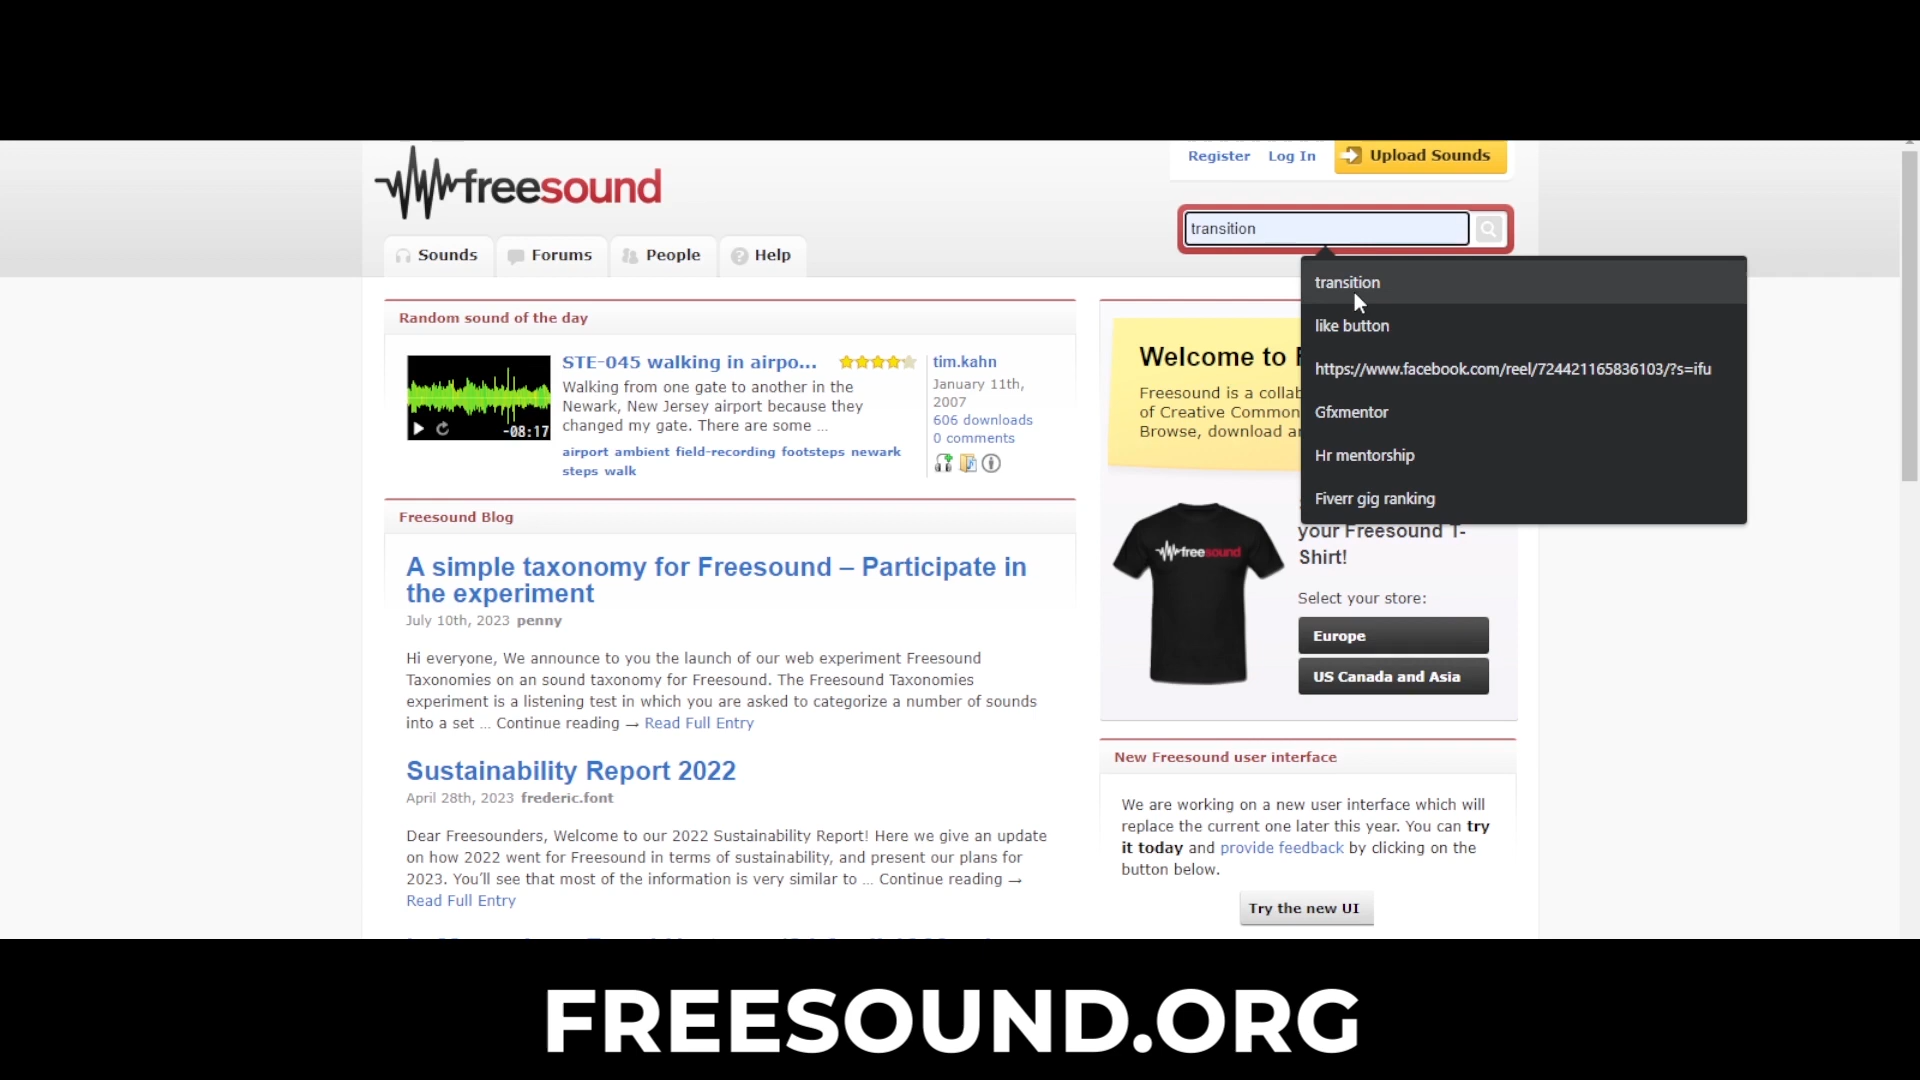 freesound
Register Log In Upload Sounds
transition
Sounds Forums People Help
transition
like button
https://www.facebook.com/reel/724421165836103/?s=ifu
Gfxmentor
Hr mentorship
Fiverr gig ranking
Random sound of the day
-08:17
STE-045 walking in airpo...
Walking from one gate to another in the
Newark, New Jersey airport because they
changed my gate. There are some ...
airport ambient field-recording footsteps newark
steps walk
tim.kahn
January 11th,
2007
606 downloads
0 comments
Freesound Blog
A simple taxonomy for Freesound – Participate in
the experiment
July 10th, 2023 penny
Hi everyone, We announce to you the launch of our web experiment Freesound
Taxonomies on an sound taxonomy for Freesound. The Freesound Taxonomies
experiment is a listening test in which you are asked to categorize a number of sounds
into a set ... Continue reading → Read Full Entry
Sustainability Report 2022
April 28th, 2023 frederic.font
Dear Freesounders, Welcome to our 2022 Sustainability Report! Here we give an update
on how 2022 went for Freesound in terms of sustainability, and present our plans for
2023. You'll see that most of the information is very similar to ... Continue reading →
Read Full Entry
Welcome to
Freesound is a collab
of Creative Common
Browse, download
freesound
your Freesound T-
Shirt!
Select your store:
Europe
US Canada and Asia
New Freesound user interface
We are working on a new user interface which will
replace the current one later this year. You can try
it today and provide feedback by clicking on the
button below.
Try the new UI
FREESOUND.ORG